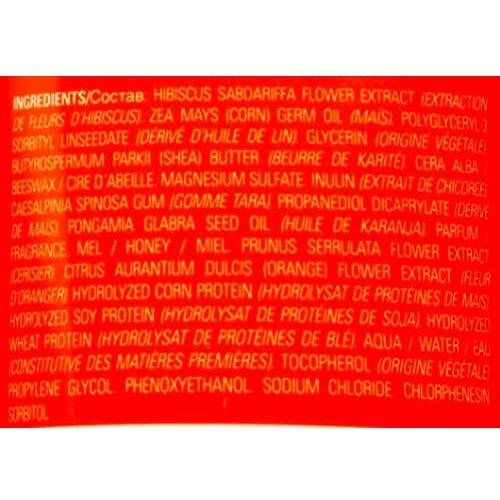 INGREDIENTS/Состав: HIBISCUS SABDARIFFA FLOWER EXTRACT (EXTRACTION
DE FLEURS D'HIBISCUS). ZEA MAYS (CORN) GERM OIL (MAÏS). POLYGLYCERYL 3
SORBITYL LINSEEDATE (DÉRIVÉ D'HUILE DE LIN). GLYCERIN (ORIGINE VÉGÉTALE)
BUTYROSPERMUM PARKII (SHEA) BUTTER (BEURRE DE KARITÉ). CERA ALBA /
BEESWAX / CIRE D'ABEILLE. MAGNESIUM SULFATE. INULIN (EXTRAIT DE CHICORÉE)
CAESALPINIA SPINOSA GUM (GOMME TARA). PROPANEDIOL DICAPRYLATE (DÉRIVÉ
DE MAÏS). PONGAMIA GLABRA SEED OIL (HUILE DE KARANJA). PARFUM /
FRAGRANCE. MEL / HONEY / MIEL. PRUNUS SERRULATA FLOWER EXTRACT
(CERISIER). CITRUS AURANTIUM DULCIS (ORANGE) FLOWER EXTRACT (FLEUR
D'ORANGER). HYDROLYZED CORN PROTEIN (HYDROLYSAT DE PROTÉINES DE MAÏS)
HYDROLYZED SOY PROTEIN (HYDROLYSAT DE PROTÉINES DE SOJA). HYDROLYZED
WHEAT PROTEIN (HYDROLYSAT DE PROTÉINES DE BLÉ). AQUA / WATER / EAU
(CONSTITUTIVE DES MATIÈRES PREMIÈRES). TOCOPHEROL (ORIGINE VÉGÉTALE)
PROPYLENE GLYCOL. PHENOXYETHANOL. SODIUM CHLORIDE. CHLORPHENESIN
SORBITOL